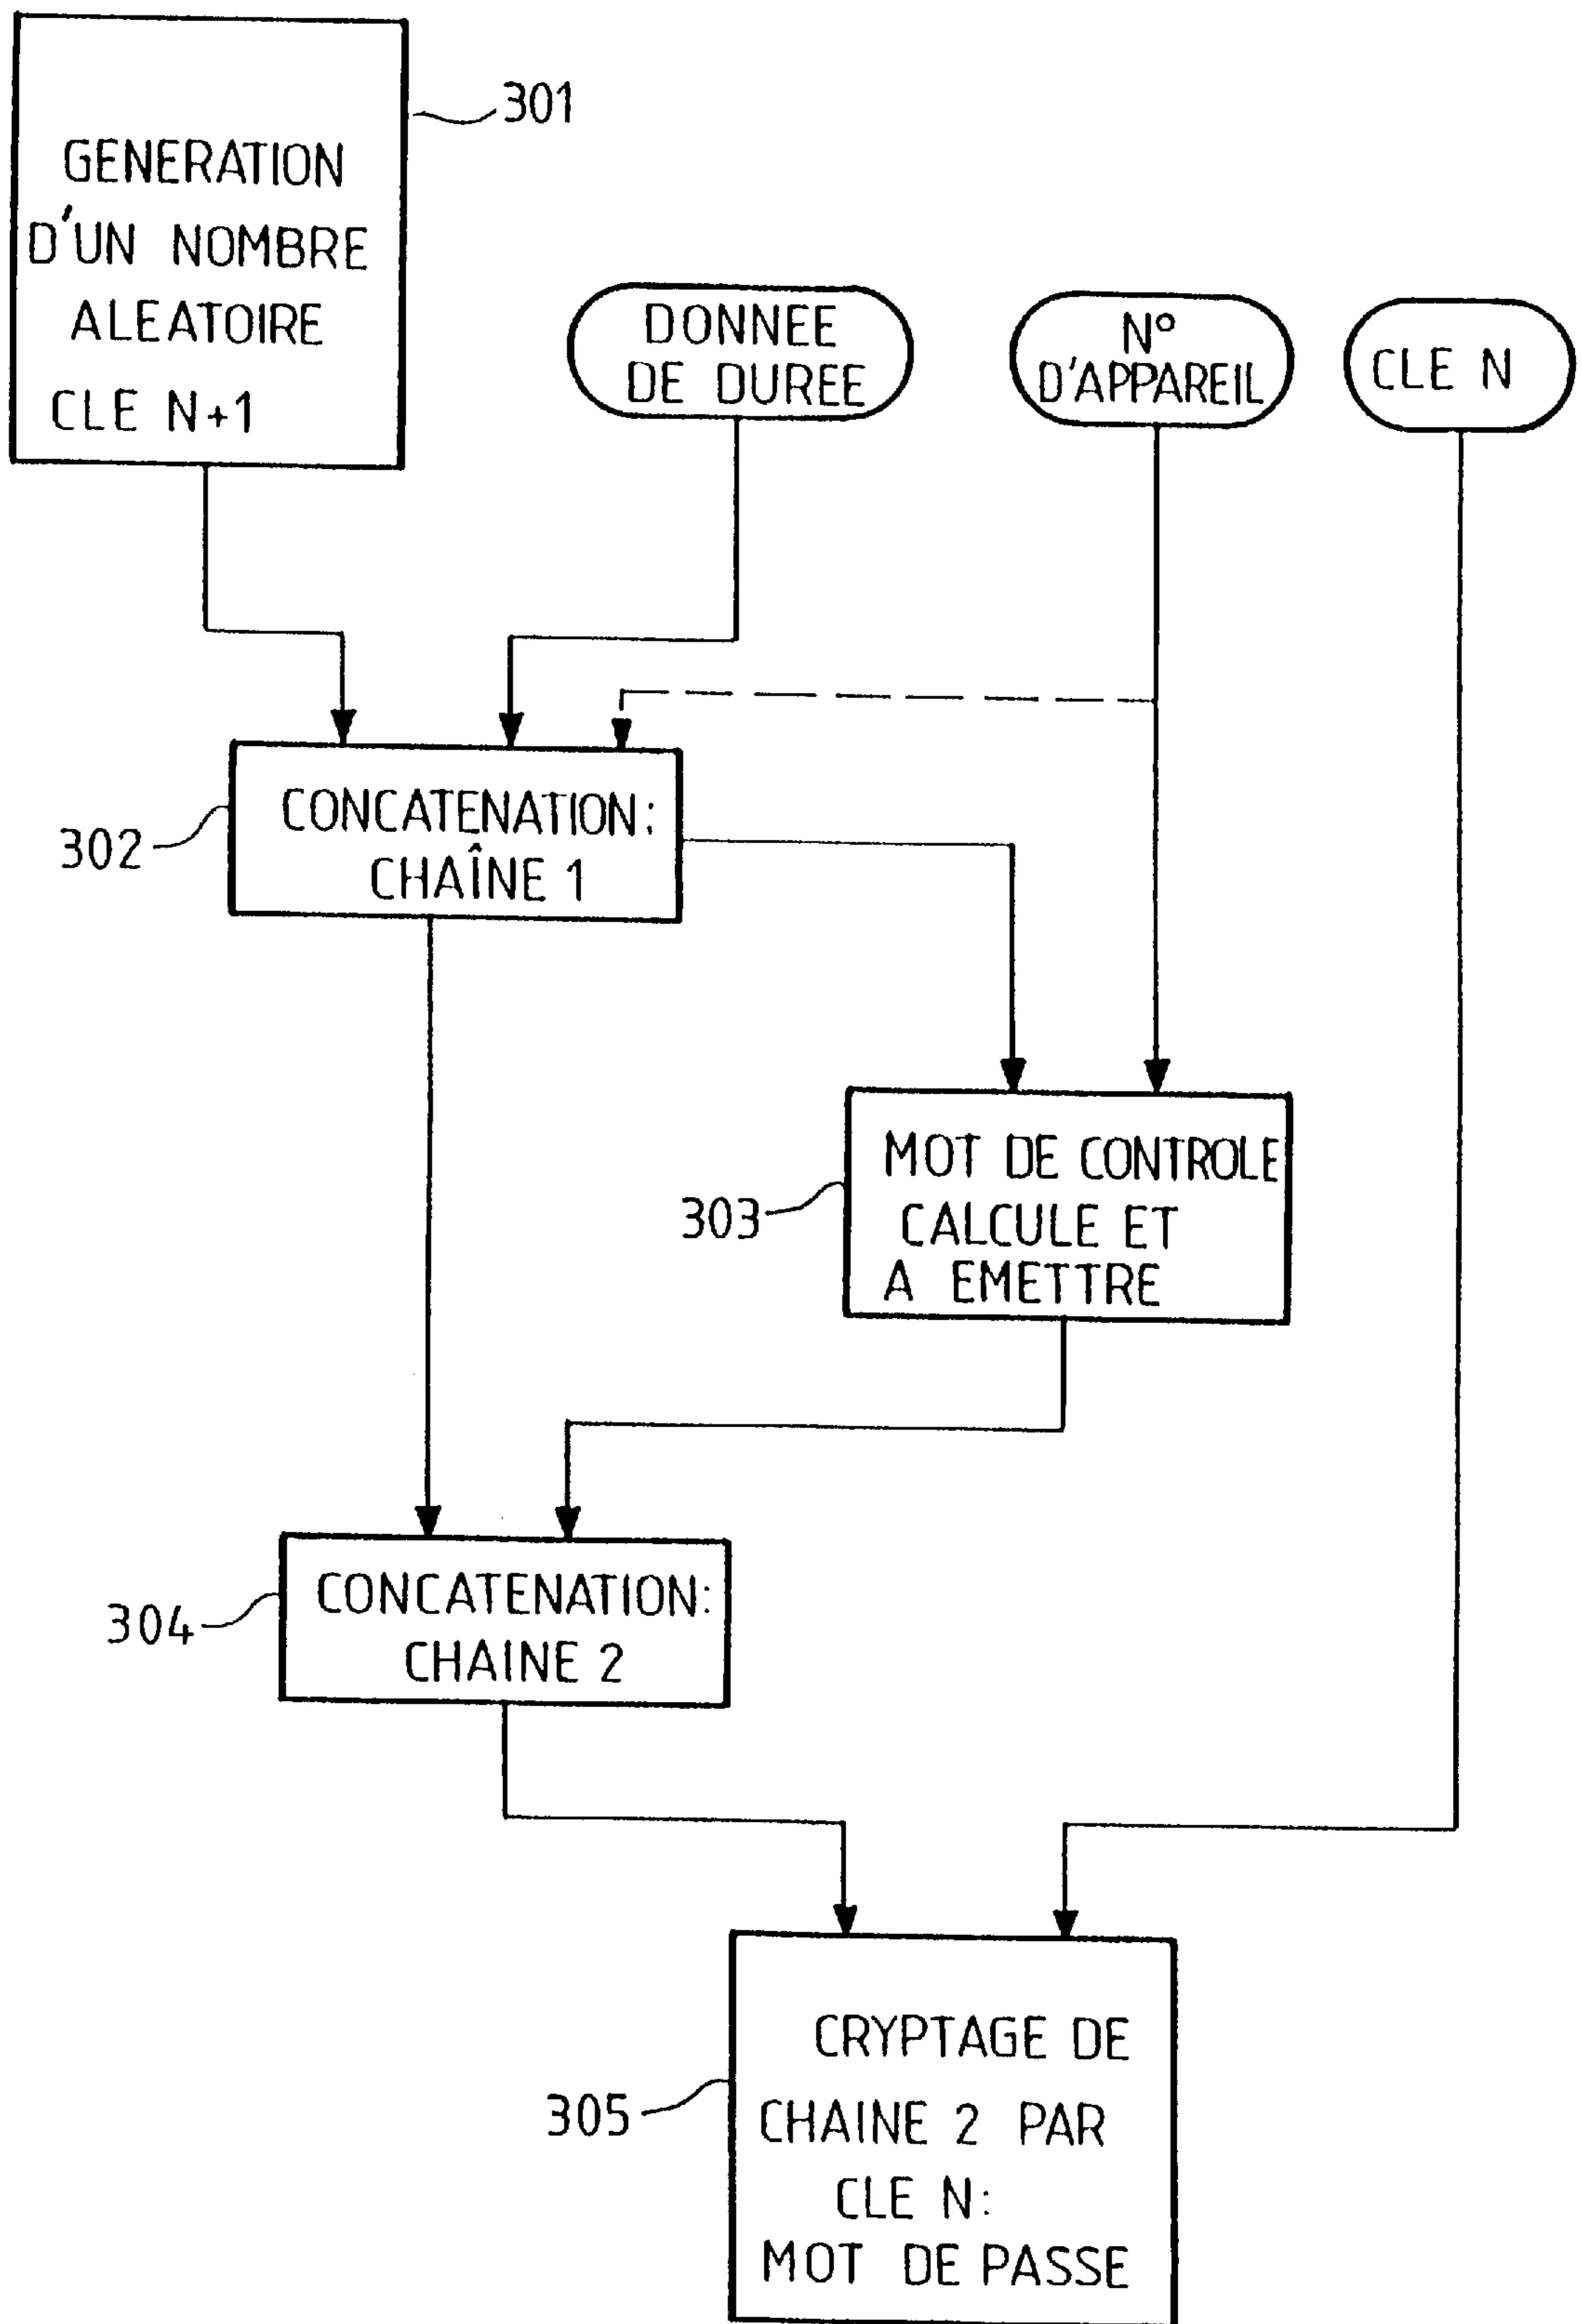 301
GENERATION
D'UN NOMBRE
ALEATOIRE
CLE N+1
DONNEE
DE DUREE
N°
D'APPAREIL
CLE N
CONCATENATION:
CHAÎNE 1
302
MOT DE CONTROLE
CALCULE ET
A EMETTRE
303
CONCATENATION:
CHAINE 2
304
CRYPTAGE DE
CHAINE 2 PAR
CLE N:
MOT DE PASSE
305